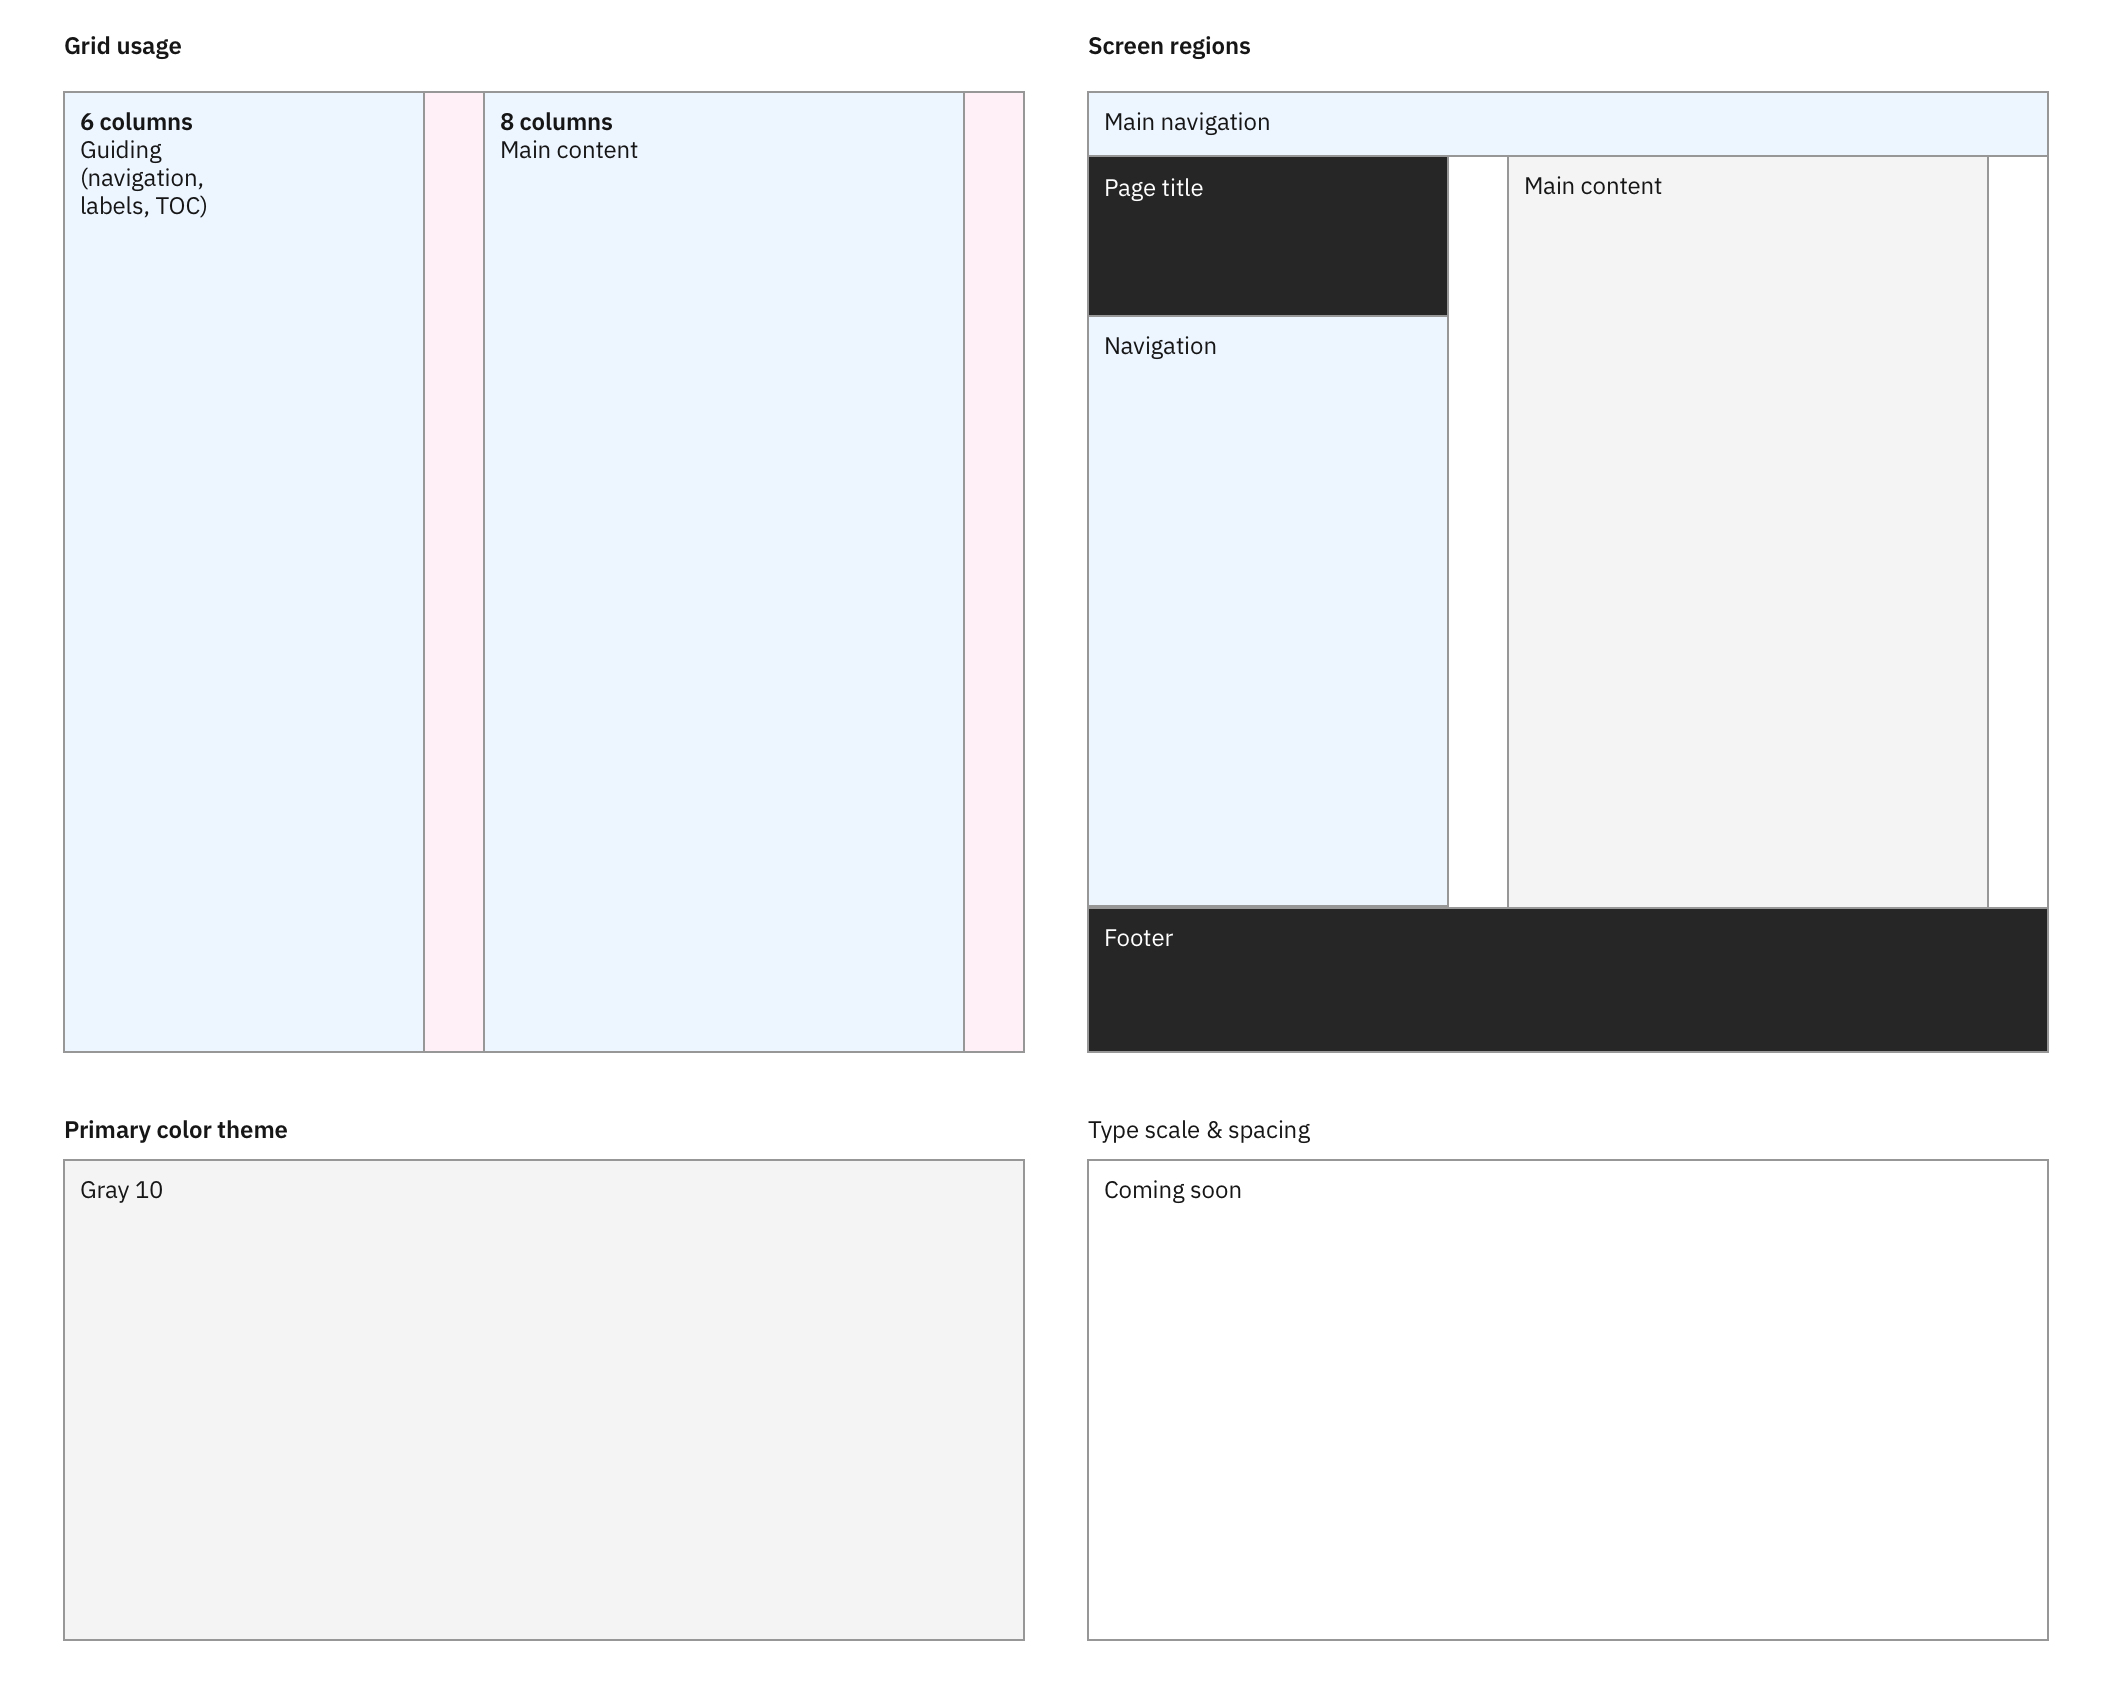 Grid usage
6 columns
Guiding
(navigation,
labels, TOC)
8 columns
Main content
Screen regions
Main navigation
Page title
Navigation
Main content
Footer
Primary color theme
Gray 10
Type scale & spacing
Coming soon